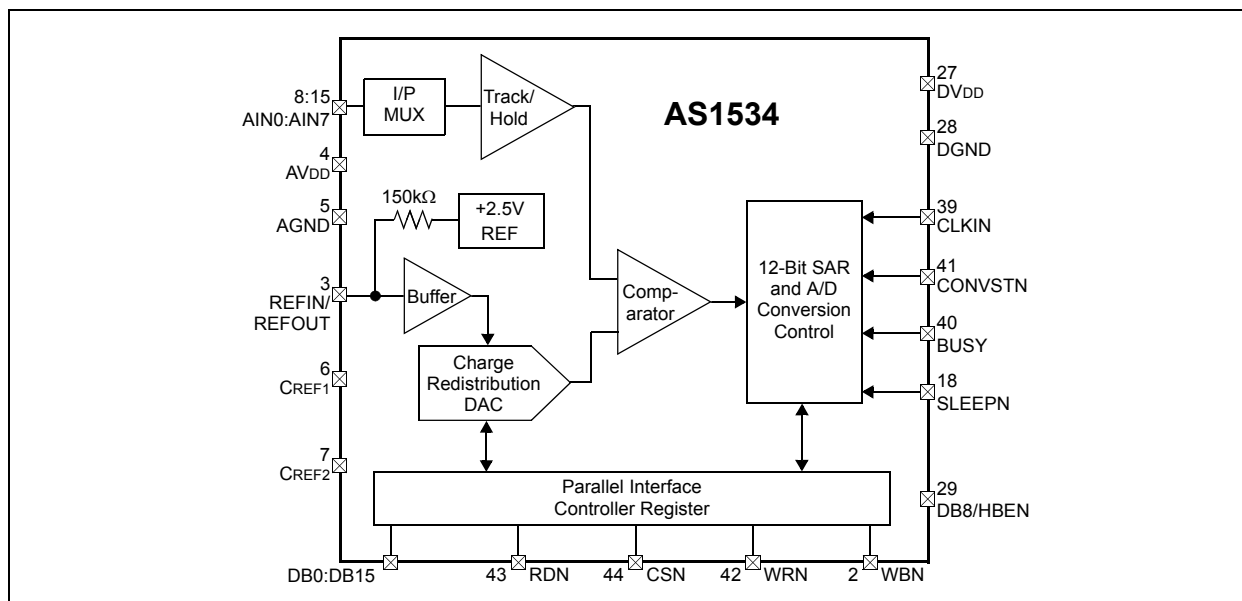 AS1534
8:15
AIN0:AIN7
4
AVDD
5
AGND
3
REFIN/
REFOUT
6
CREF1
7
CREF2
I/P
MUX
Track/
Hold
150kΩ
+2.5V
REF
Buffer
Charge
Redistribution
DAC
Comp-
arator
12-Bit SAR
and A/D
Conversion
Control
27
DVDD
28
DGND
39
CLKIN
41
CONVSTN
40
BUSY
18
SLEEPN
29
DB8/HBEN
Parallel Interface
Controller Register
DB0:DB15
43 RDN
44 CSN
42 WRN
2 WBN